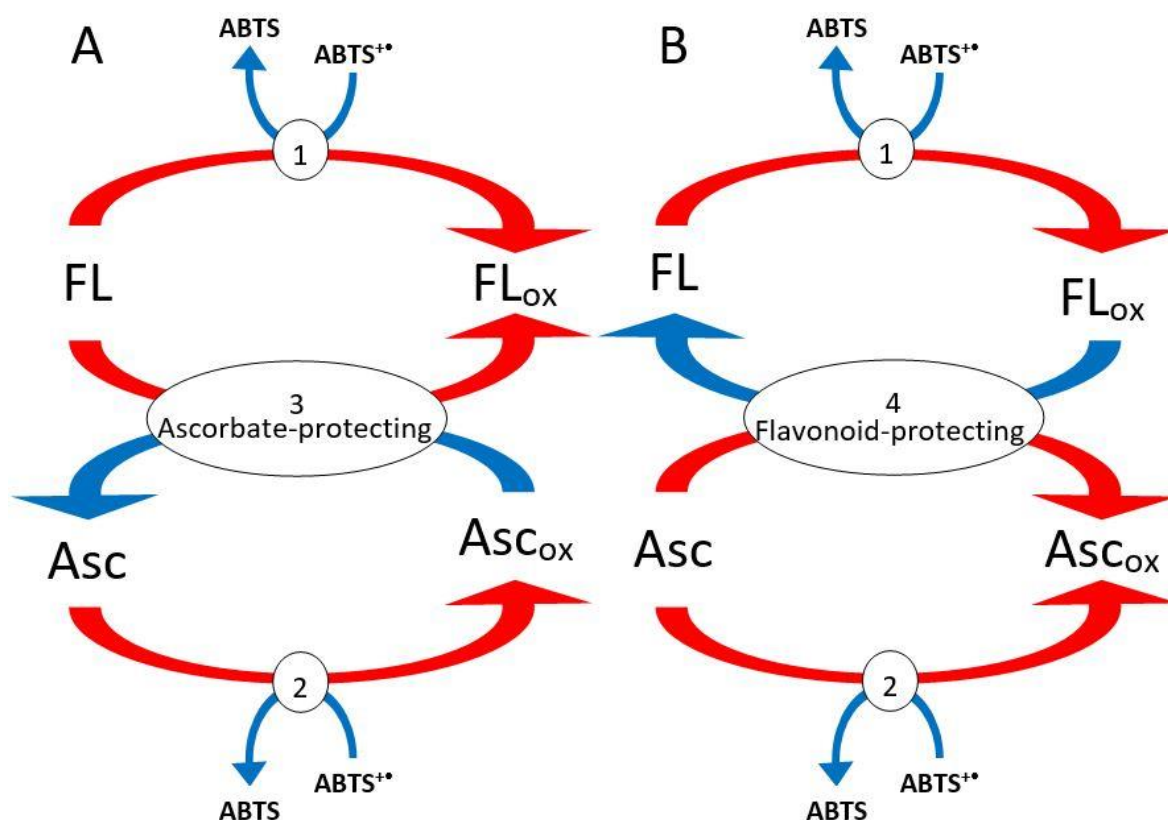 A
ABTS
ABTS⁺•
1
FL
FLox
3
Ascorbate-protecting
Asc
Ascox
2
ABTS
ABTS⁺•
B
ABTS
ABTS⁺•
1
FL
FLox
4
Flavonoid-protecting
Asc
Ascox
2
ABTS
ABTS⁺•